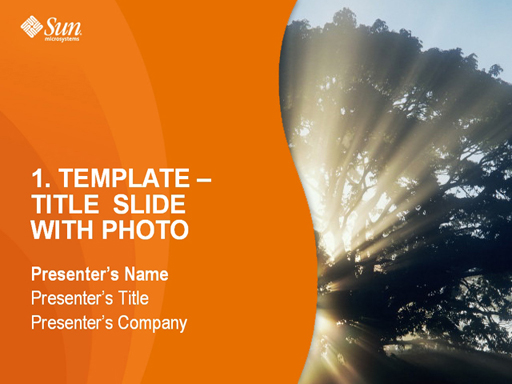 Sun
microsystems
1. TEMPLATE –
TITLE SLIDE
WITH PHOTO
Presenter’s Name
Presenter’s Title
Presenter’s Company